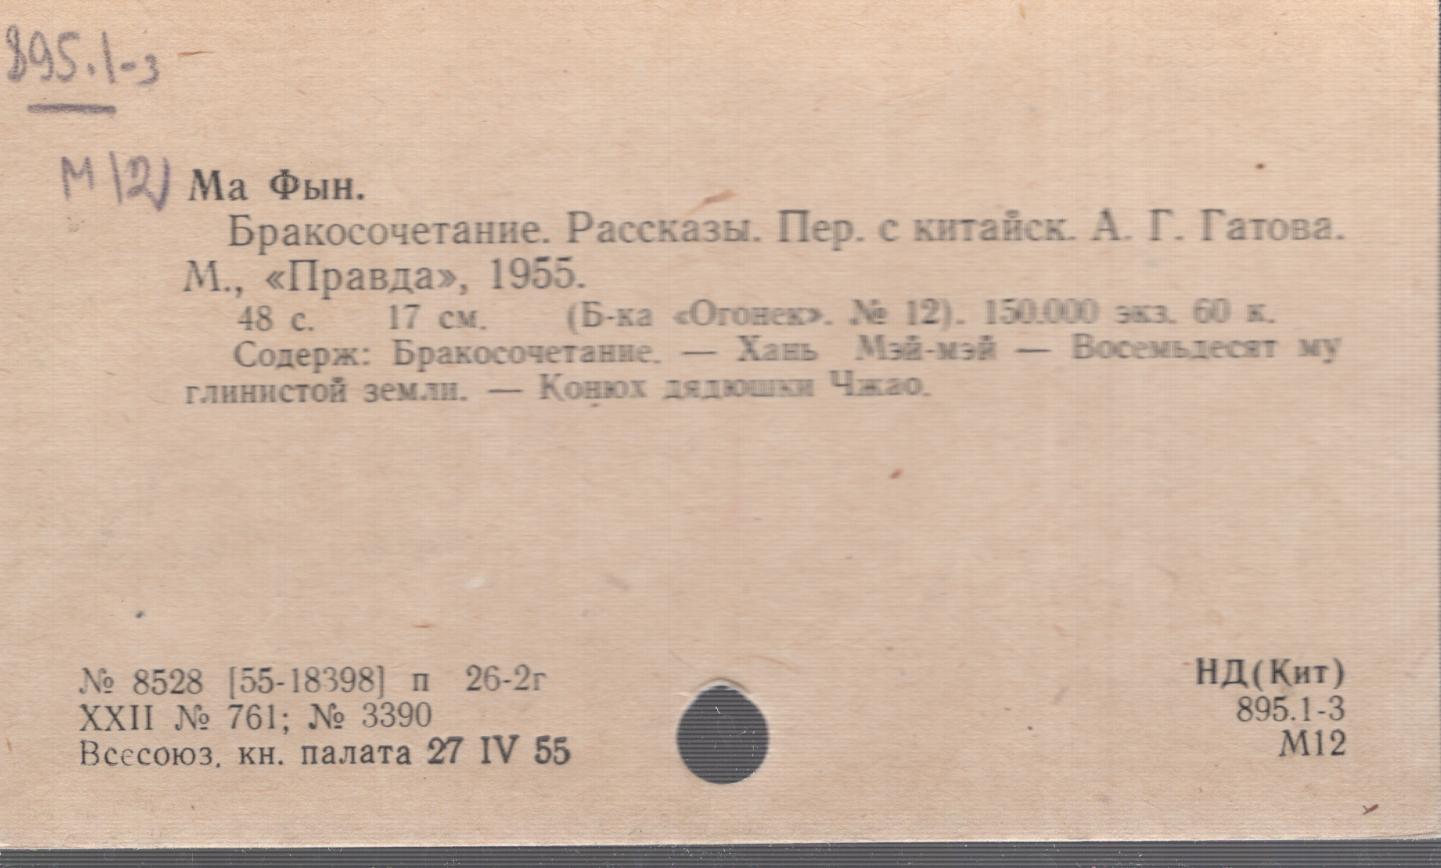 895.1-3
М12 Ма Фын.
Бракосочетание. Рассказы. Пер. с китайск. А. Г. Гатова.
М., «Правда», 1955.
48 с. 17 см. (Б-ка «Огонек». № 12). 150.000 экз. 60 к.
Содерж: Бракосочетание. — Хань Мэй-мэй — Восемьдесят му
глинистой земли. — Конюх дядюшки Чжао.
№ 8528 [55-18398] п 26-2г
XXII № 761; № 3390
Всесоюз. кн. палата 27 IV 55
НД(Кит)
895.1-3
М12